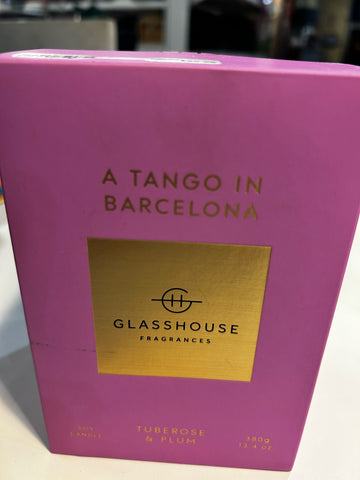 A TANGO IN
BARCELONA
GLASSHOUSE
FRAGRANCES
SOY
CANDLE
TUBEROSE
& PLUM
380g
13.4 OZ